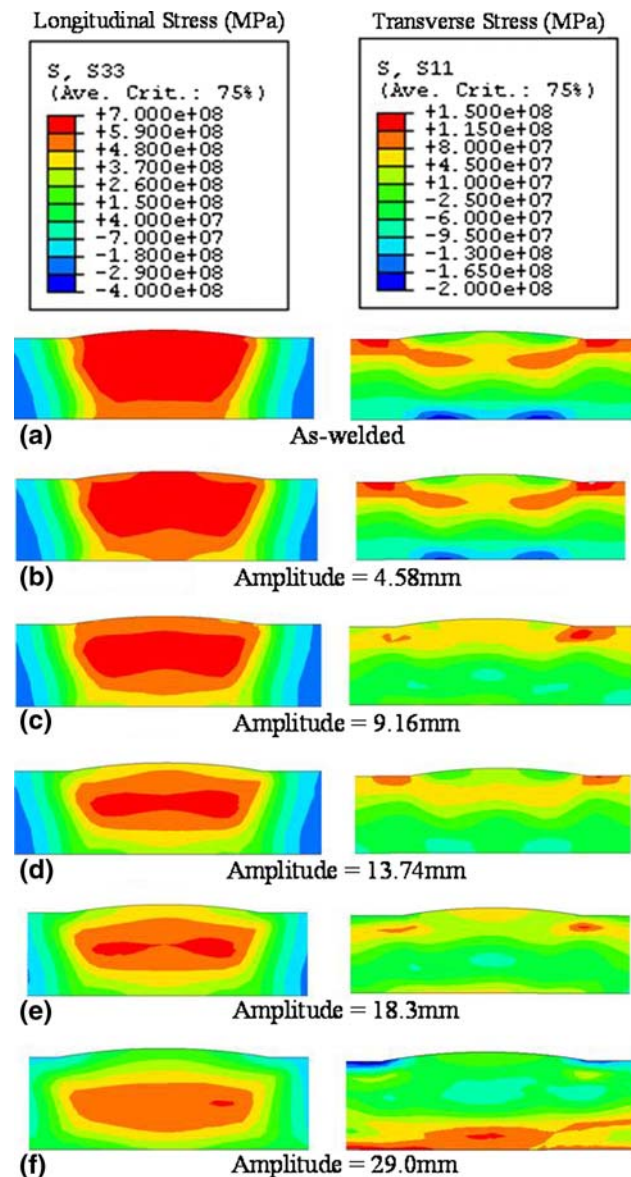 Longitudinal Stress (MPa)
Transverse Stress (MPa)
S, S33
(Ave. Crit.: 75%)
+7.000e+08
+5.900e+08
+4.800e+08
+3.700e+08
+2.600e+08
+1.500e+08
+4.000e+07
-7.000e+07
-1.800e+08
-2.900e+08
-4.000e+08
S, S11
(Ave. Crit.: 75%)
+1.500e+08
+1.150e+08
+8.000e+07
+4.500e+07
+1.000e+07
-2.500e+07
-6.000e+07
-9.500e+07
-1.300e+08
-1.650e+08
-2.000e+08
(a) As-welded
(b) Amplitude = 4.58mm
(c) Amplitude = 9.16mm
(d) Amplitude = 13.74mm
(e) Amplitude = 18.3mm
(f) Amplitude = 29.0mm